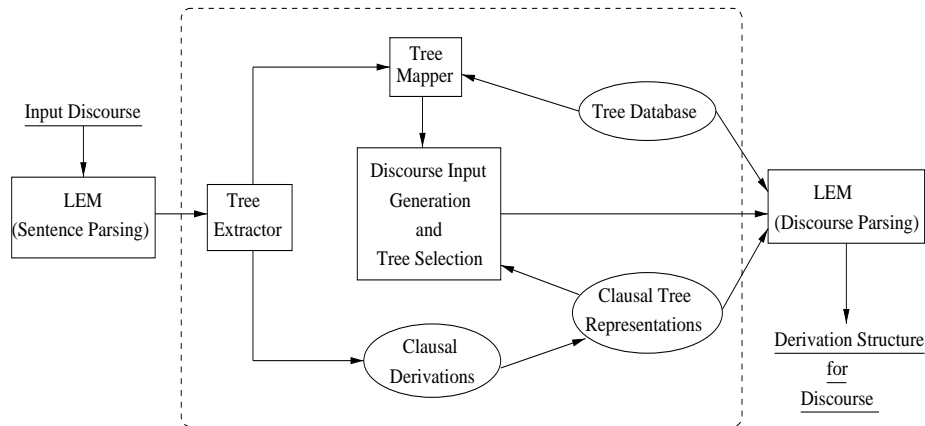 Input Discourse
LEM
(Sentence Parsing)
Tree
Extractor
Tree
Mapper
Tree Database
Discourse Input
Generation
and
Tree Selection
Clausal
Derivations
Clausal Tree
Representations
LEM
(Discourse Parsing)
Derivation Structure
for
Discourse